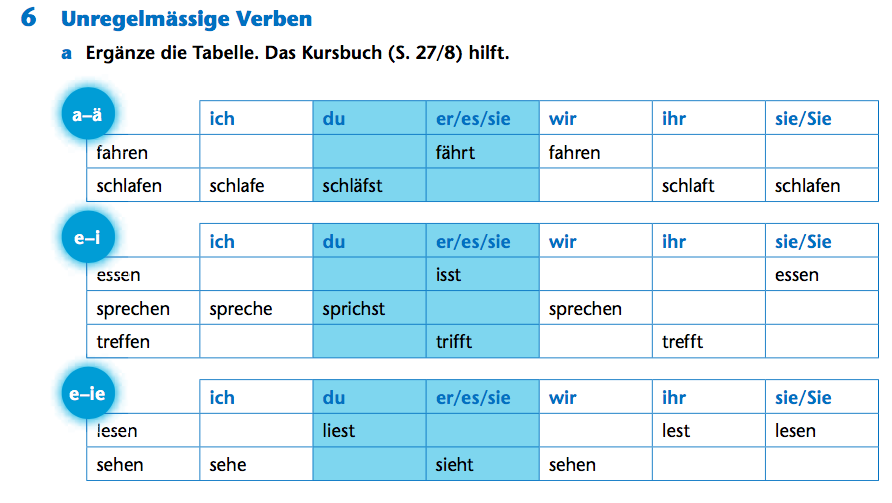 6 Unregelmässige Verben
a Ergänze die Tabelle. Das Kursbuch (S. 27/8) hilft.
a–ä ich du er/es/sie wir ihr sie/Sie
fahren fährt fahren
schlafen schlafe schläfst schlaft schlafen
e–i ich du er/es/sie wir ihr sie/Sie
essen isst essen
sprechen spreche sprichst sprechen
treffen trifft trefft
e–ie ich du er/es/sie wir ihr sie/Sie
lesen liest lest lesen
sehen sehe sieht sehen